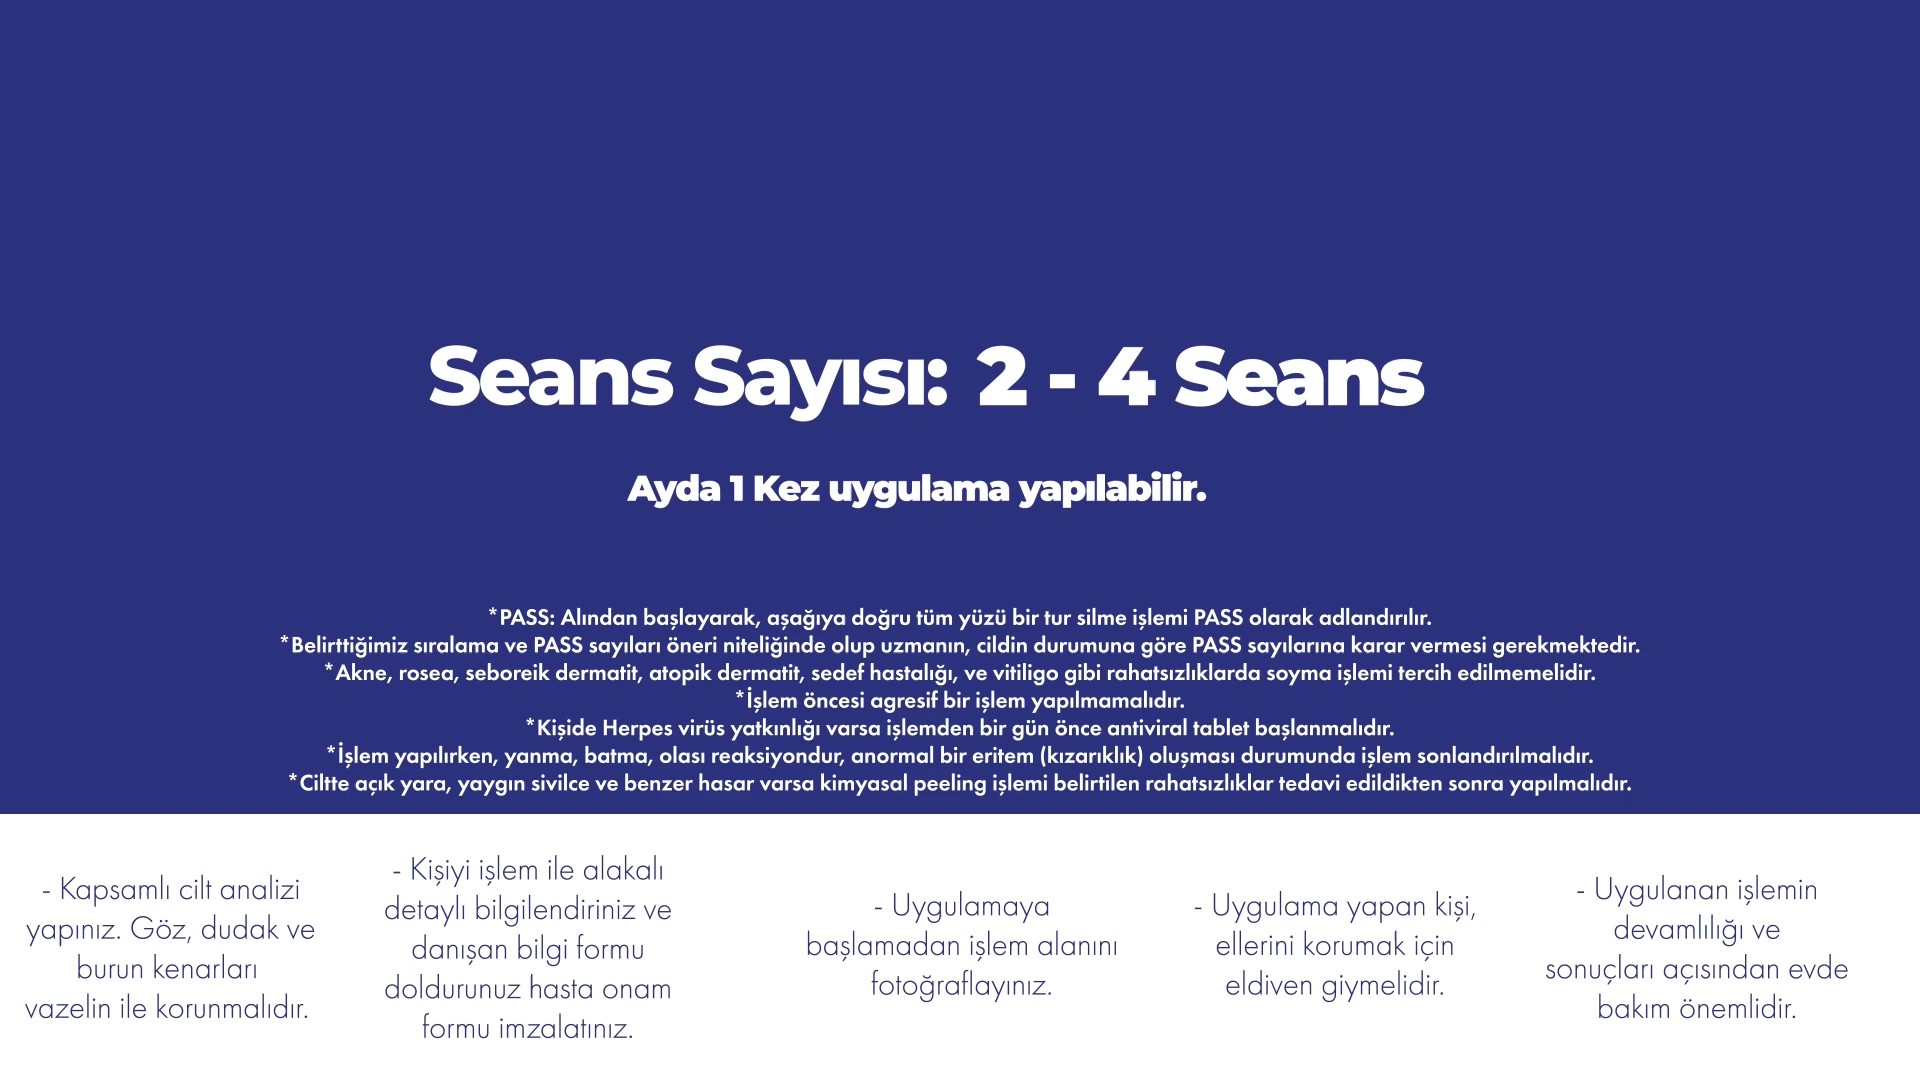 Seans Sayısı: 2 - 4 Seans
Ayda 1 Kez uygulama yapılabilir.
*PASS: Alından başlayarak, aşağıya doğru tüm yüzü bir tur silme işlemi PASS olarak adlandırılır.
*Belirttiğimiz sıralama ve PASS sayıları öneri niteliğinde olup uzmanın, cildin durumuna göre PASS sayılarına karar vermesi gerekmektedir.
*Akne, rosea, seboreik dermatit, atopik dermatit, sedef hastalığı, ve vitiligo gibi rahatsızlıklarda soyma işlemi tercih edilmemelidir.
*İşlem öncesi agresif bir işlem yapılmamalıdır.
*Kişide Herpes virüs yatkınlığı varsa işlemden bir gün önce antiviral tablet başlanmalıdır.
*İşlem yapılırken, yanma, batma, olası reaksiyondur, anormal bir eritem (kızarıklık) oluşması durumunda işlem sonlandırılmalıdır.
*Ciltte açık yara, yaygın sivilce ve benzer hasar varsa kimyasal peeling işlemi belirtilen rahatsızlıklar tedavi edildikten sonra yapılmalıdır.
- Kapsamlı cilt analizi
yapınız. Göz, dudak ve
burun kenarları
vazelin ile korunmalıdır.
- Kişiyi işlem ile alakalı
detaylı bilgilendiriniz ve
danışan bilgi formu
doldurunuz hasta onam
formu imzalatınız.
- Uygulamaya
başlamadan işlem alanını
fotoğraflayınız.
- Uygulama yapan kişi,
ellerini korumak için
eldiven giymelidir.
- Uygulanan işlemin
devamlılığı ve
sonuçları açısından evde
bakım önemlidir.